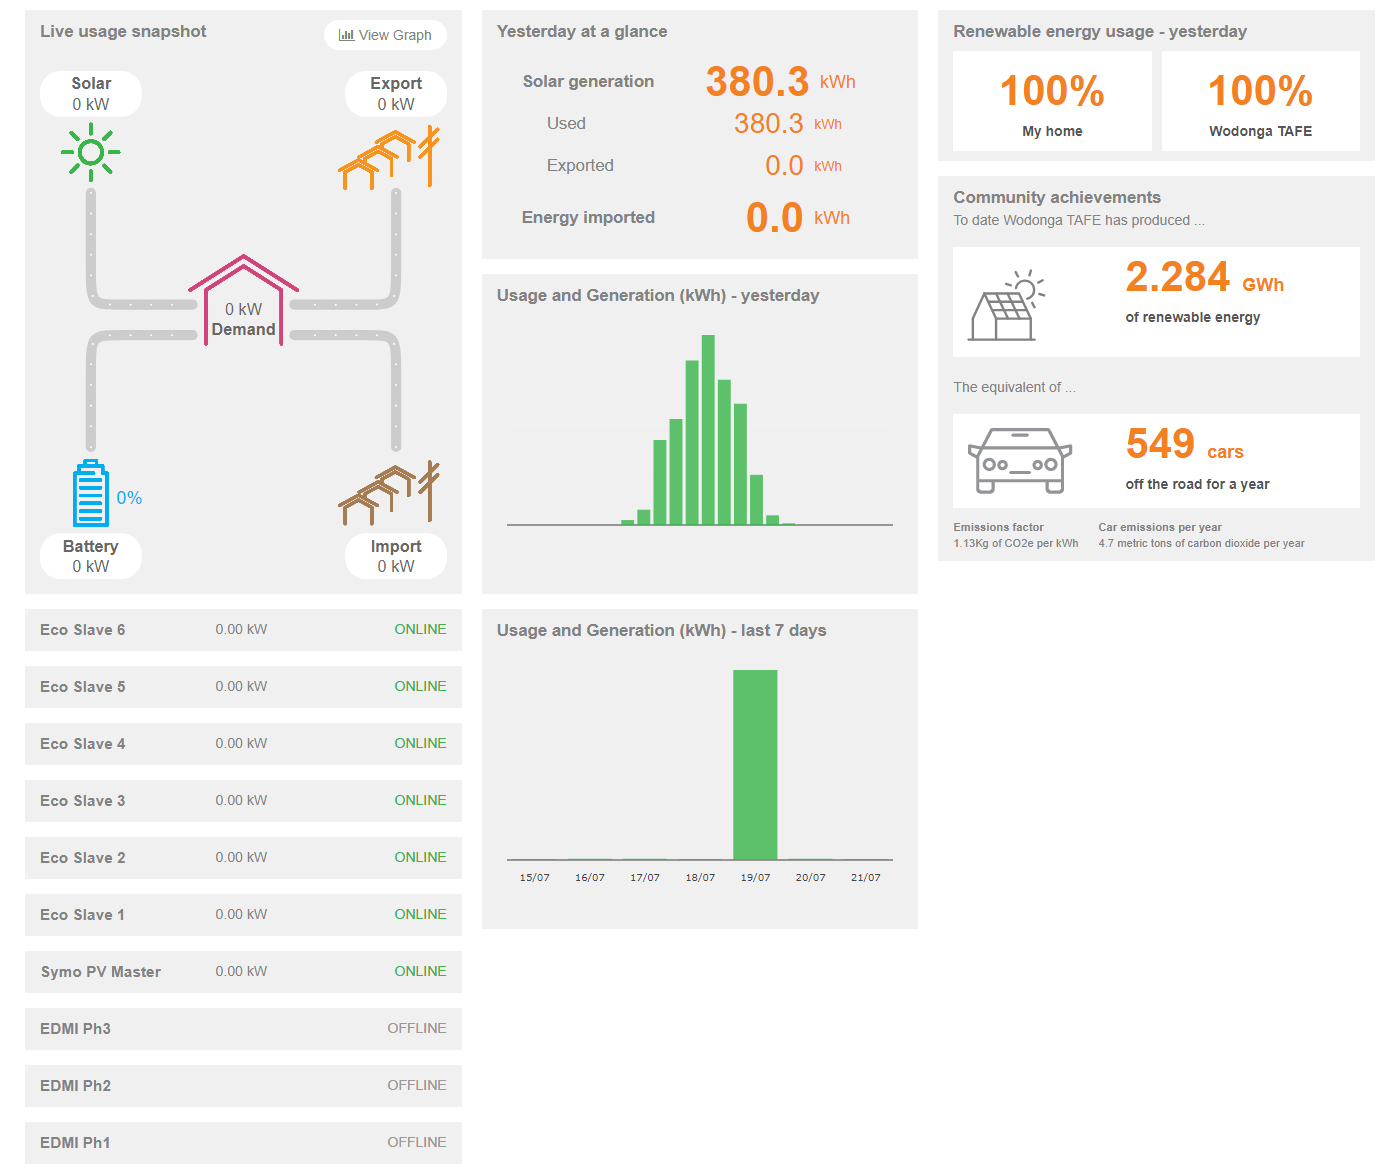 Live usage snapshot
View Graph
Solar
0 kW
Export
0 kW
0 kW
Demand
0%
Battery
0 kW
Import
0 kW
Eco Slave 6 0.00 kW ONLINE
Eco Slave 5 0.00 kW ONLINE
Eco Slave 4 0.00 kW ONLINE
Eco Slave 3 0.00 kW ONLINE
Eco Slave 2 0.00 kW ONLINE
Eco Slave 1 0.00 kW ONLINE
Symo PV Master 0.00 kW ONLINE
EDMI Ph3 OFFLINE
EDMI Ph2 OFFLINE
EDMI Ph1 OFFLINE
Yesterday at a glance
Solar generation 380.3 kWh
Used 380.3 kWh
Exported 0.0 kWh
Energy imported 0.0 kWh
Usage and Generation (kWh) - yesterday
Usage and Generation (kWh) - last 7 days
15/07 16/07 17/07 18/07 19/07 20/07 21/07
Renewable energy usage - yesterday
100%
My home
100%
Wodonga TAFE
Community achievements
To date Wodonga TAFE has produced ...
2.284 GWh
of renewable energy
The equivalent of ...
549 cars
off the road for a year
Emissions factor
1.13Kg of CO2e per kWh
Car emissions per year
4.7 metric tons of carbon dioxide per year